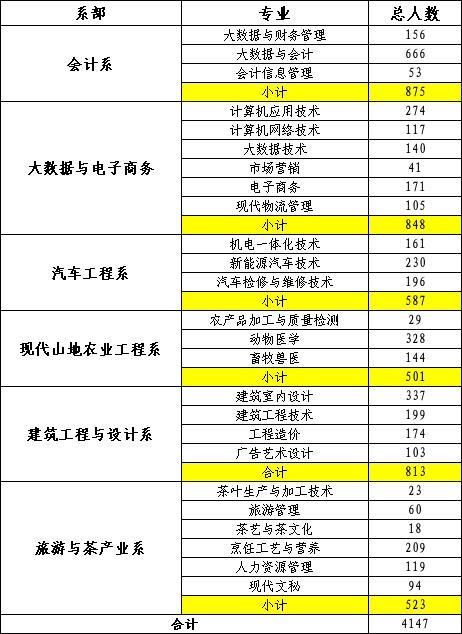 系部 专业 总人数
会计系
大数据与财务管理 156
大数据与会计 666
会计信息管理 53
小计 875
大数据与电子商务
计算机应用技术 274
计算机网络技术 117
大数据技术 140
市场营销 41
电子商务 171
现代物流管理 105
小计 848
汽车工程系
机电一体化技术 161
新能源汽车技术 230
汽车检修与维修技术 196
小计 587
现代山地农业工程系
农产品加工与质量检测 29
动物医学 328
畜牧兽医 144
小计 501
建筑工程与设计系
建筑室内设计 337
建筑工程技术 199
工程造价 174
广告艺术设计 103
合计 813
旅游与茶产业系
茶叶生产与加工技术 23
旅游管理 60
茶艺与茶文化 18
烹饪工艺与营养 209
人力资源管理 119
现代文秘 94
小计 523
合计 4147